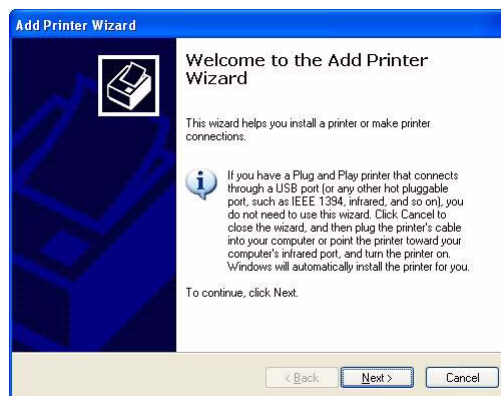 Add Printer Wizard
Welcome to the Add Printer
Wizard
This wizard helps you install a printer or make printer
connections.
If you have a Plug and Play printer that connects
through a USB port (or any other hot pluggable
port, such as IEEE 1394, infrared, and so on), you
do not need to use this wizard. Click Cancel to
close the wizard, and then plug the printer's cable
into your computer or point the printer toward your
computer's infrared port, and turn the printer on.
Windows will automatically install the printer for you.
To continue, click Next.
< Back
Next >
Cancel